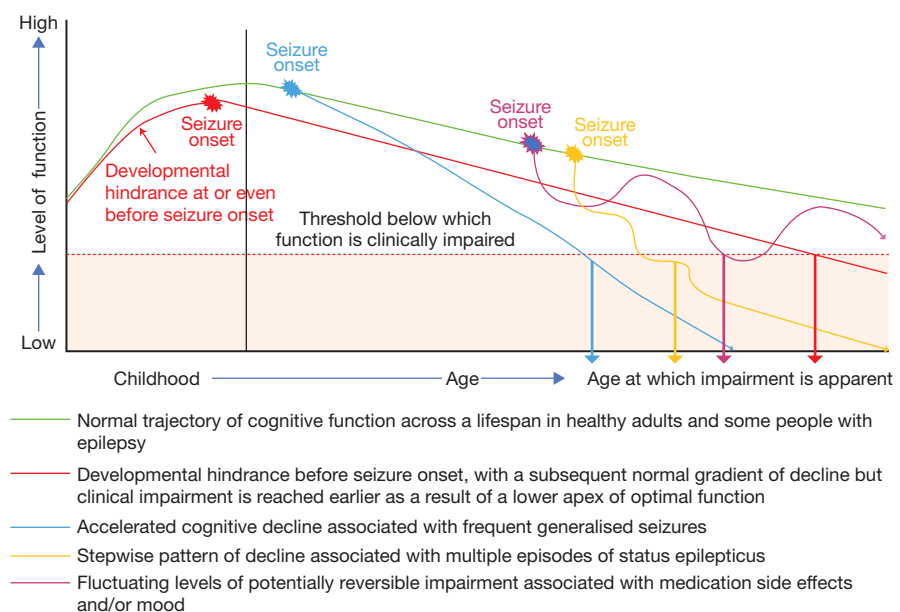 High
Level of function
Low
Seizure
onset
Seizure
onset
Seizure
onset
Seizure
onset
Developmental
hindrance at or even
before seizure onset
Threshold below which
function is clinically impaired
Childhood
Age
Age at which impairment is apparent
Normal trajectory of cognitive function across a lifespan in healthy adults and some people with
epilepsy
Developmental hindrance before seizure onset, with a subsequent normal gradient of decline but
clinical impairment is reached earlier as a result of a lower apex of optimal function
Accelerated cognitive decline associated with frequent generalised seizures
Stepwise pattern of decline associated with multiple episodes of status epilepticus
Fluctuating levels of potentially reversible impairment associated with medication side effects
and/or mood